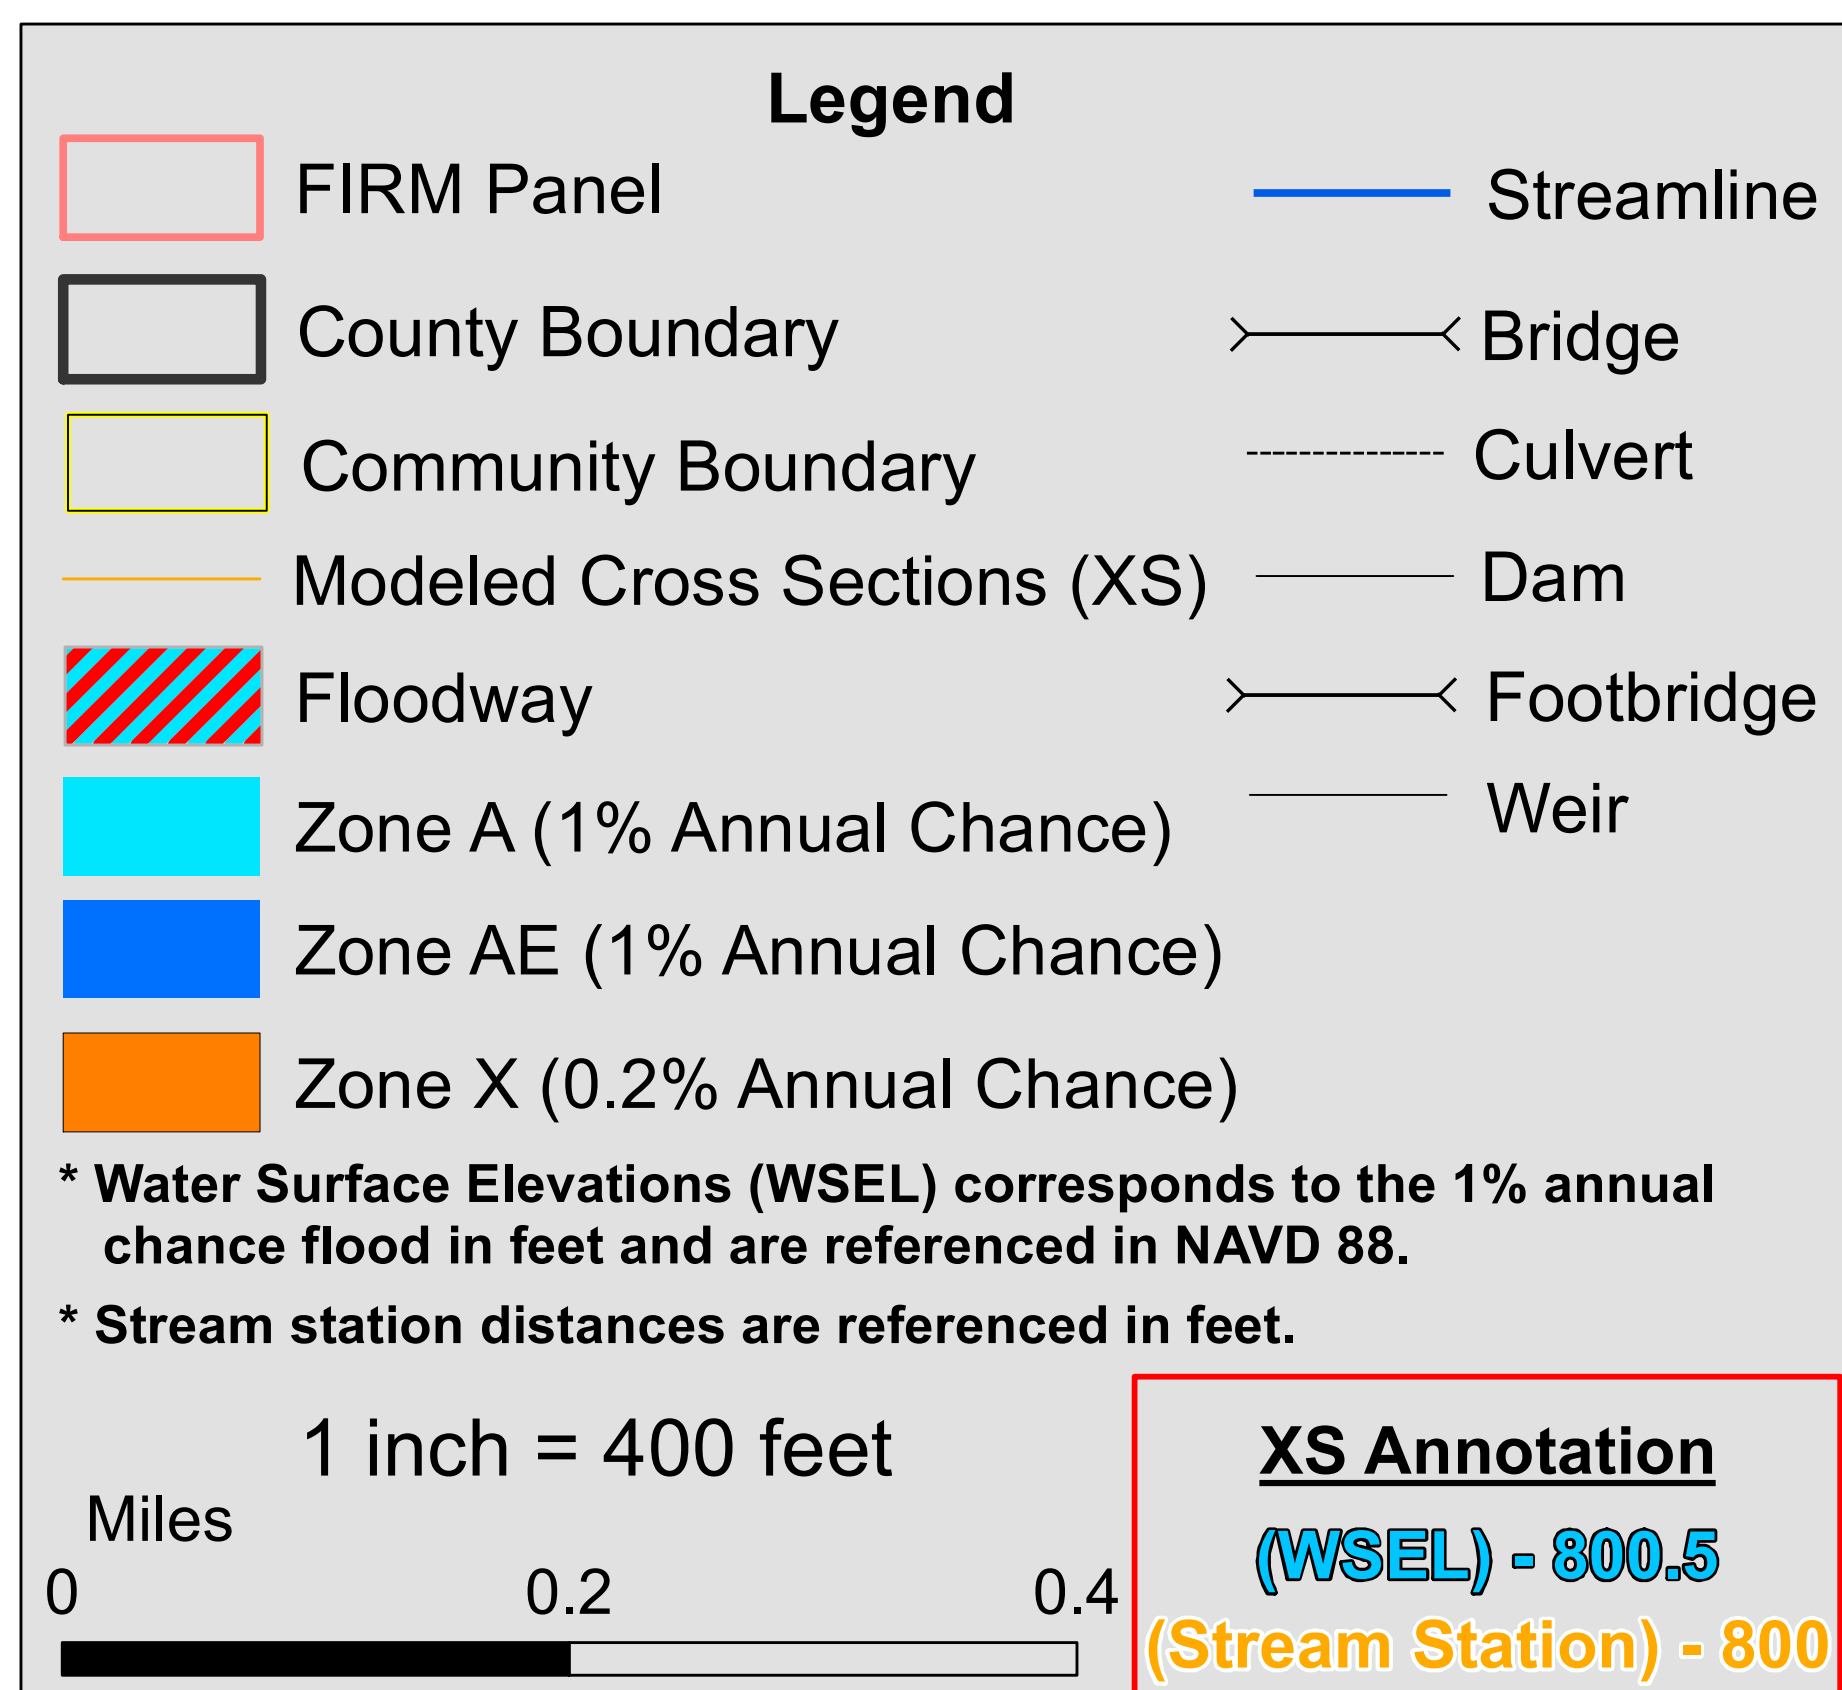 Legend
FIRM Panel
County Boundary
Community Boundary
Modeled Cross Sections (XS)
Floodway
Zone A (1% Annual Chance)
Zone AE (1% Annual Chance)
Zone X (0.2% Annual Chance)
Streamline
Bridge
Culvert
Dam
Footbridge
Weir
* Water Surface Elevations (WSEL) corresponds to the 1% annual
chance flood in feet and are referenced in NAVD 88.
* Stream station distances are referenced in feet.
1 inch = 400 feet
Miles
0 0.2 0.4
XS Annotation
(WSEL) - 800.5
(Stream Station) - 800